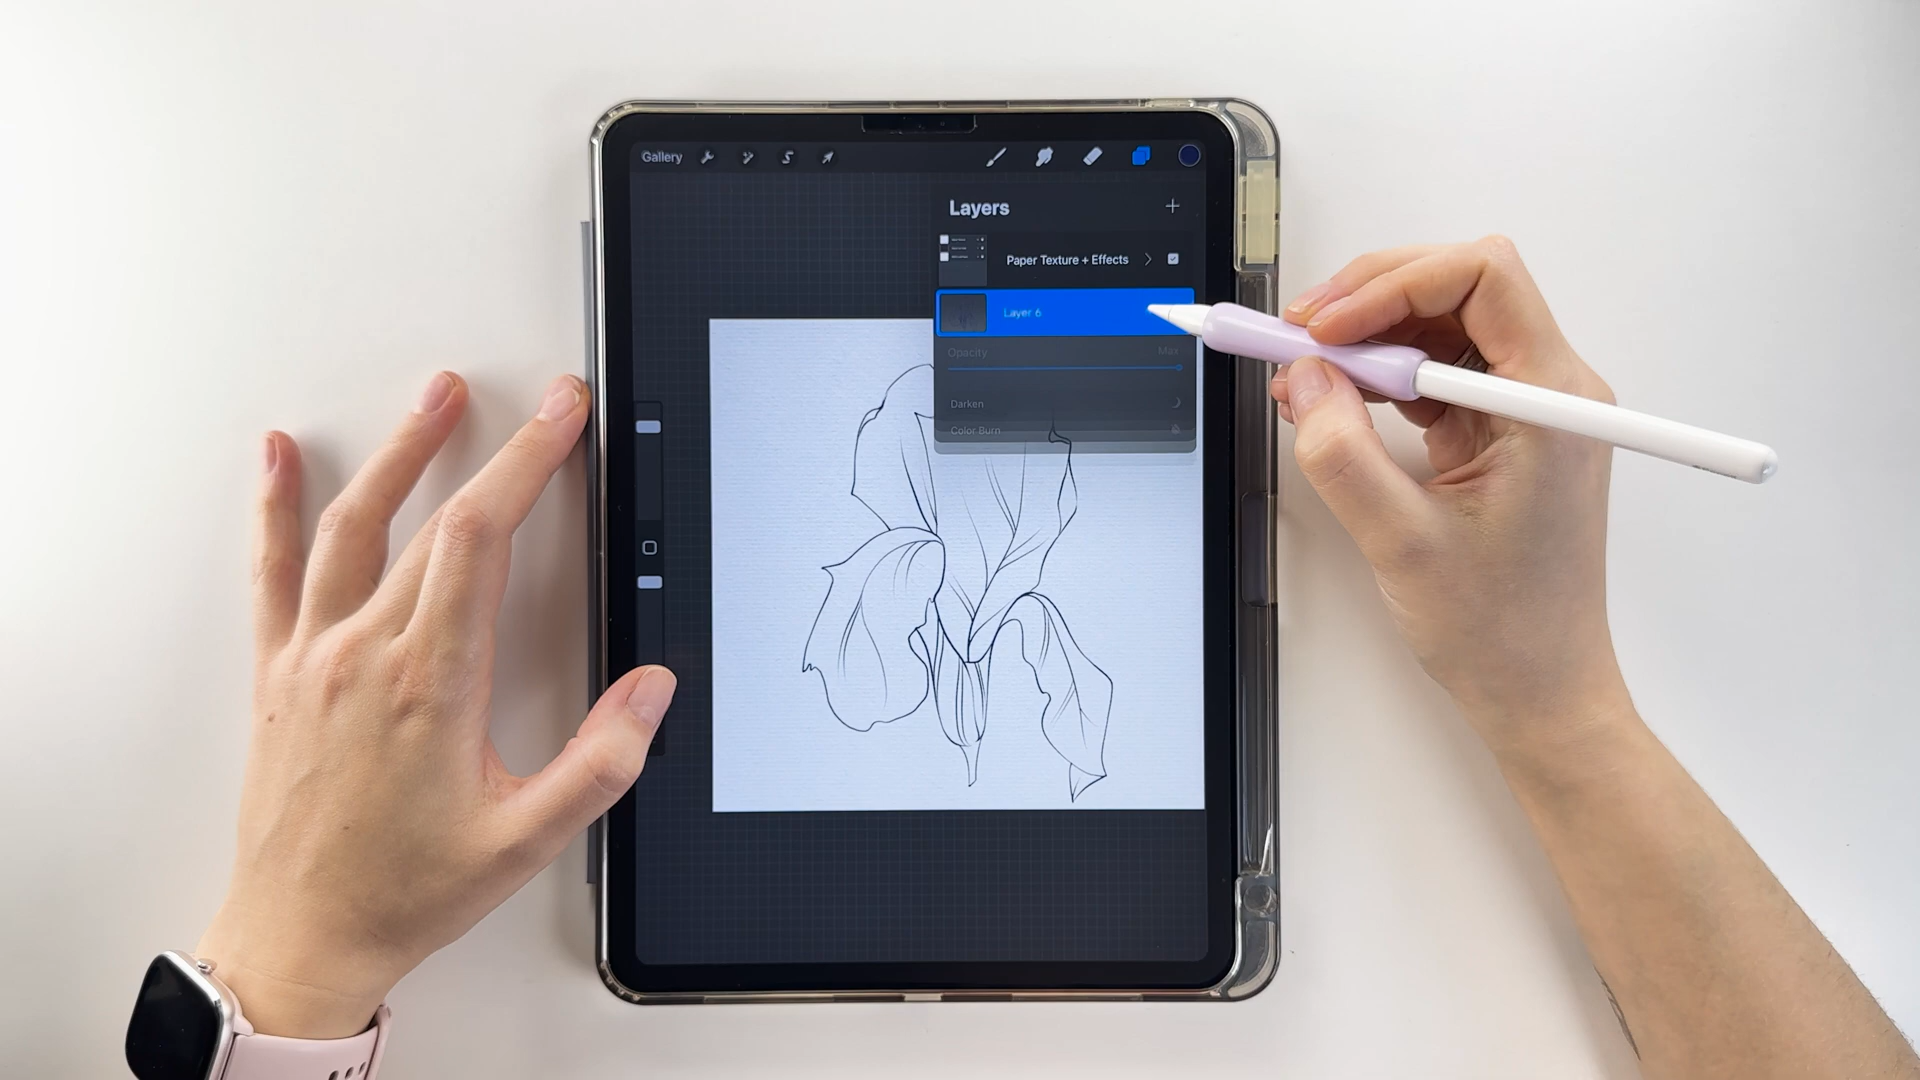 Gallery
Layers
Paper Texture + Effects
Layer 6
Opacity Max
Darken
Color Burn